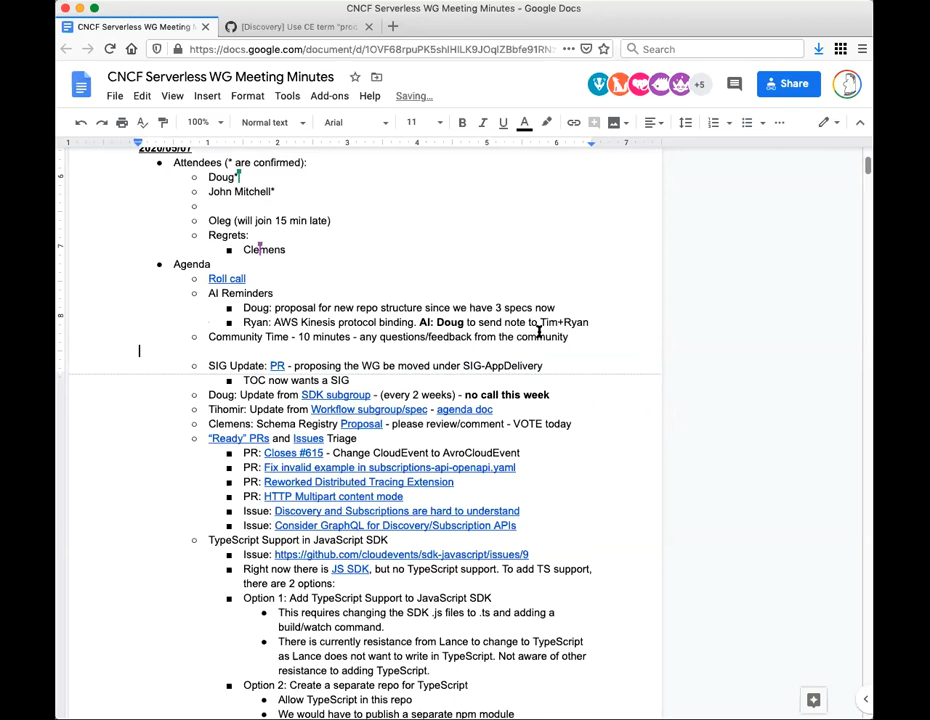 CNCF Serverless WG Meeting Minutes - Google Docs
CNCF Serverless WG Meeting Minutes
[Discovery] Use CE term "proc
https://docs.google.com/document/d/
Search
CNCF Serverless WG Meeting Minutes
+5
Share
File Edit View Insert Format Tools Add-ons Help Saving...
100% Normal text Arial 11 B I U A
1 1 2 3 4 5 6 7
2020/05/07
Attendees (* are confirmed):
Doug*
John Mitchell*
Oleg (will join 15 min late)
Regrets:
Clemens
Agenda
Roll call
AI Reminders
Doug: proposal for new repo structure since we have 3 specs now
Ryan: AWS Kinesis protocol binding. AI: Doug to send note to Tim+Ryan
Community Time - 10 minutes - any questions/feedback from the community
SIG Update: PR - proposing the WG be moved under SIG-AppDelivery
TOC now wants a SIG
Doug: Update from SDK subgroup - (every 2 weeks) - no call this week
Tihomir: Update from Workflow subgroup/spec - agenda doc
Clemens: Schema Registry Proposal - please review/comment - VOTE today
"Ready" PRs and Issues Triage
PR: Closes #615 - Change CloudEvent to AvroCloudEvent
PR: Fix invalid example in subscriptions-api-openapi.yaml
PR: Reworked Distributed Tracing Extension
PR: HTTP Multipart content mode
Issue: Discovery and Subscriptions are hard to understand
Issue: Consider GraphQL for Discovery/Subscription APIs
TypeScript Support in JavaScript SDK
Issue: https://github.com/cloudevents/sdk-javascript/issues/9
Right now there is JS SDK, but no TypeScript support. To add TS support,
there are 2 options:
Option 1: Add TypeScript Support to JavaScript SDK
This requires changing the SDK .js files to .ts and adding a
build/watch command.
There is currently resistance from Lance to change to TypeScript
as Lance does not want to write in TypeScript. Not aware of other
resistance to adding TypeScript.
Option 2: Create a separate repo for TypeScript
Allow TypeScript in this repo
We would have to publish a separate npm module